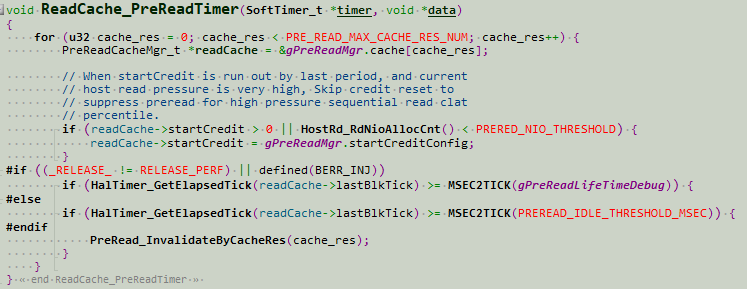 void ReadCache_PreReadTimer(SoftTimer_t *timer, void *data)
{
    for (u32 cache_res = 0; cache_res < PRE_READ_MAX_CACHE_RES_NUM; cache_res++) {
        PreReadCacheMgr_t *readCache = &gPreReadMgr.cache[cache_res];

        // When startCredit is run out by last period, and current
        // host read pressure is very high, Skip credit reset to
        // suppress preread for high pressure sequential read clat
        // percentile.
        if (readCache->startCredit > 0 || HostRd_RdNioAllocCnt() < PRERED_NIO_THRESHOLD) {
            readCache->startCredit = gPreReadMgr.startCreditConfig;
        }
#if ((_RELEASE_ != RELEASE_PERF) || defined(BERR_INJ))
        if (HalTimer_GetElapsedTick(readCache->lastBlkTick) >= MSEC2TICK(gPreReadLifeTimeDebug)) {
#else
        if (HalTimer_GetElapsedTick(readCache->lastBlkTick) >= MSEC2TICK(PREREAD_IDLE_THRESHOLD_MSEC)) {
#endif
            PreRead_InvalidateByCacheRes(cache_res);
        }
    }
} « end ReadCache_PreReadTimer »